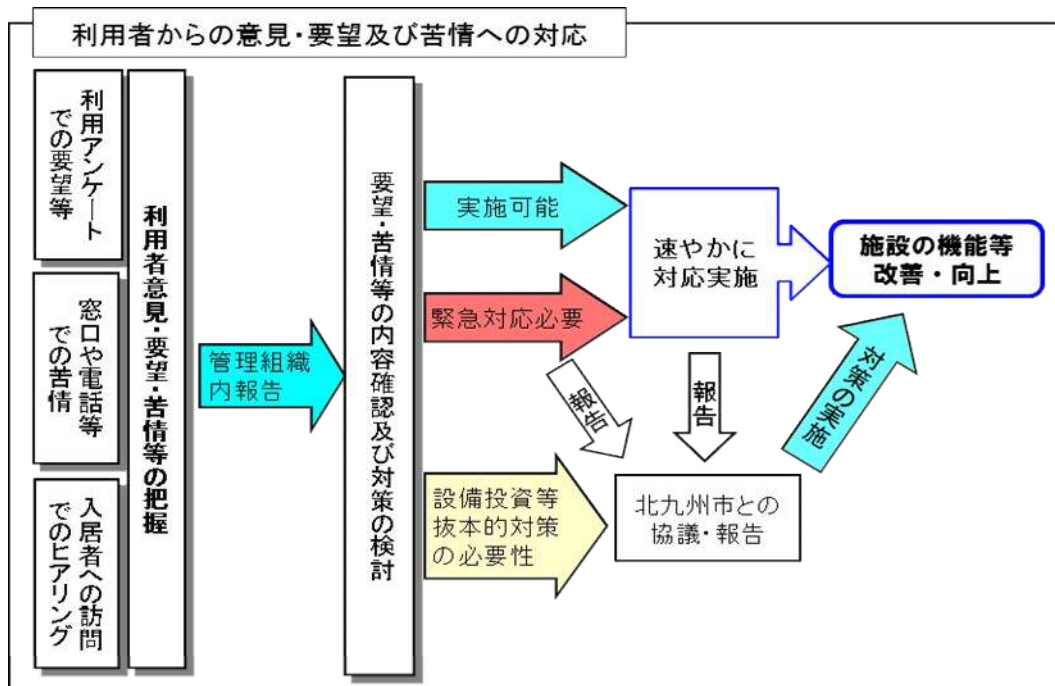 利用者からの意見・要望及び苦情への対応
利用アンケート
での要望等
窓口や電話等
での苦情
入居者への訪問
でのヒアリング
利用者意見・要望・苦情等の把握
管理組織
内報告
要望・苦情等の内容確認及び対策の検討
実施可能
緊急対応必要
設備投資等
抜本的対策
の必要性
速やかに
対応実施
報告
報告
北九州市との
協議・報告
対策の実施
施設の機能等
改善・向上